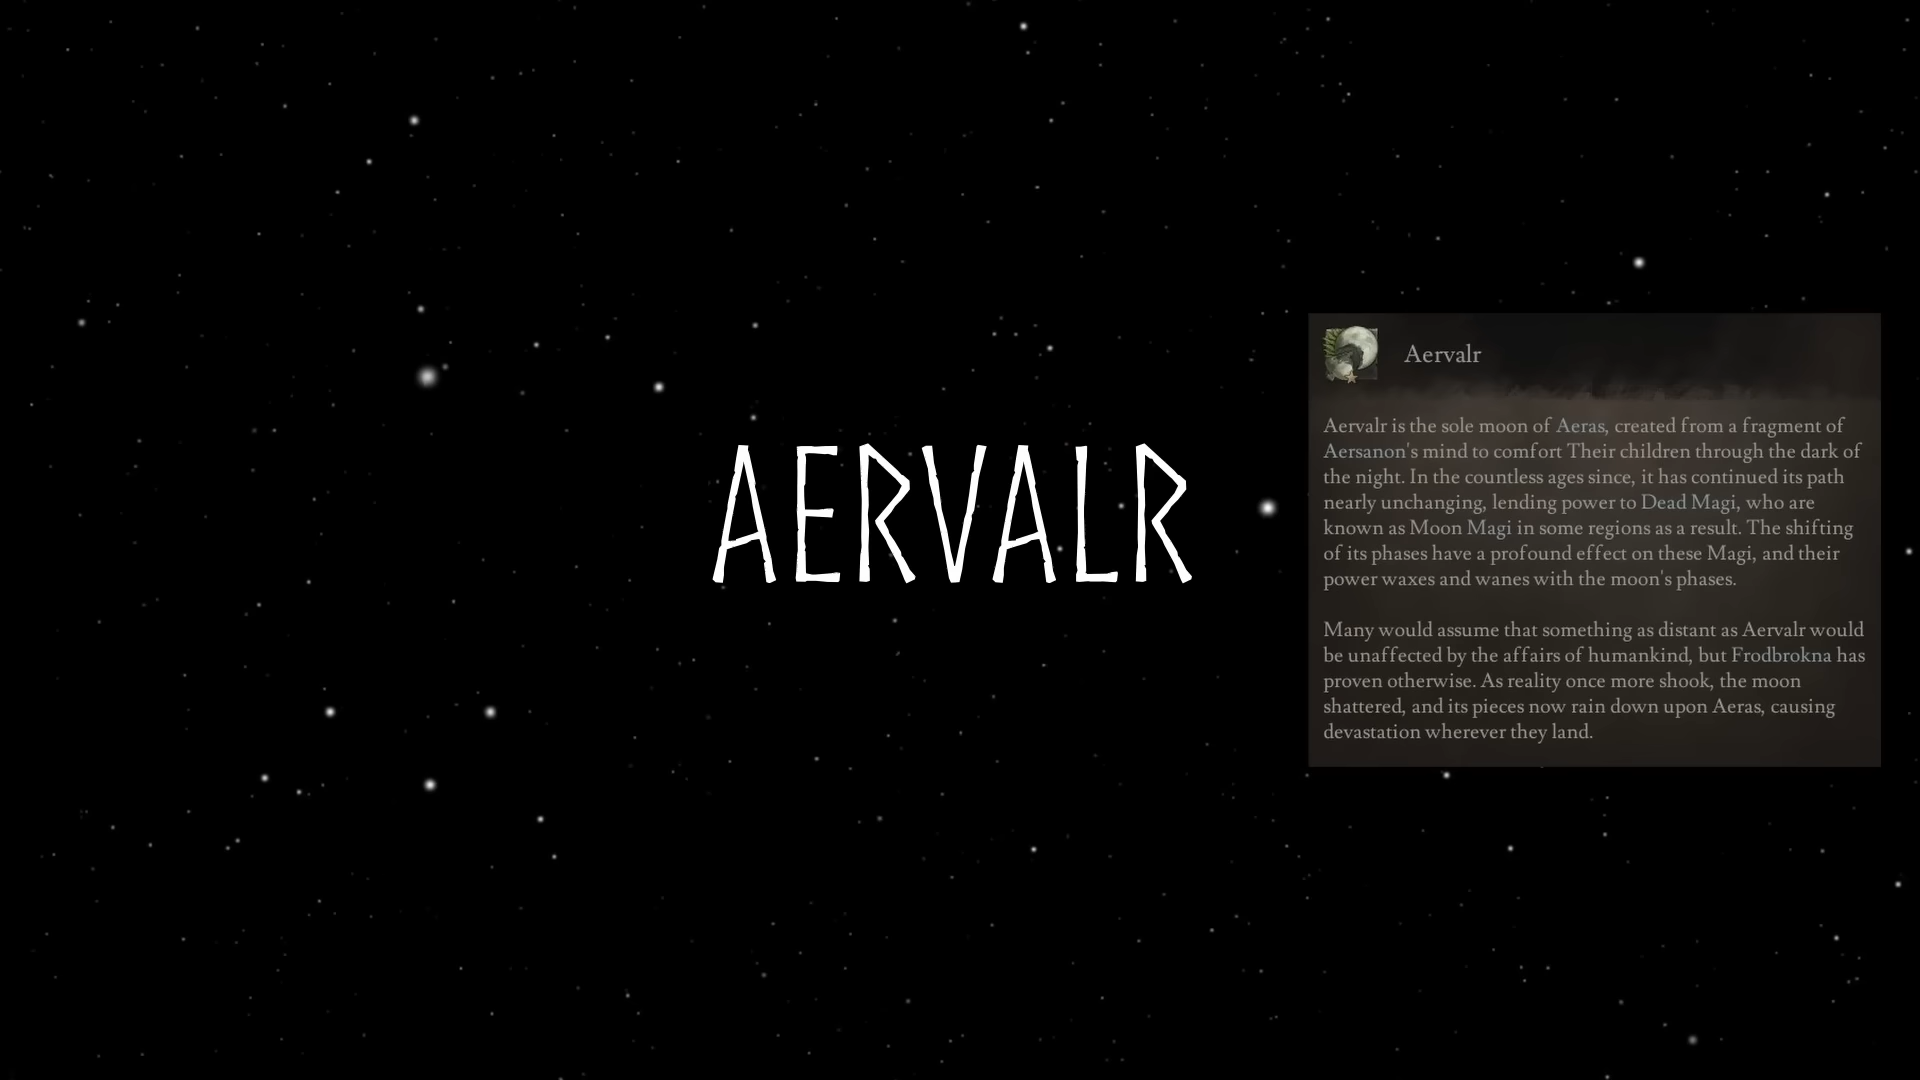 AERVALR
Aervalr
Aervalr is the sole moon of Aeras, created from a fragment of
Aersanon's mind to comfort Their children through the dark of
the night. In the countless ages since, it has continued its path
nearly unchanging, lending power to Dead Magi, who are
known as Moon Magi in some regions as a result. The shifting
of its phases have a profound effect on these Magi, and their
power waxes and wanes with the moon's phases.
Many would assume that something as distant as Aervalr would
be unaffected by the affairs of humankind, but Frodbrokna has
proven otherwise. As reality once more shook, the moon
shattered, and its pieces now rain down upon Aeras, causing
devastation wherever they land.